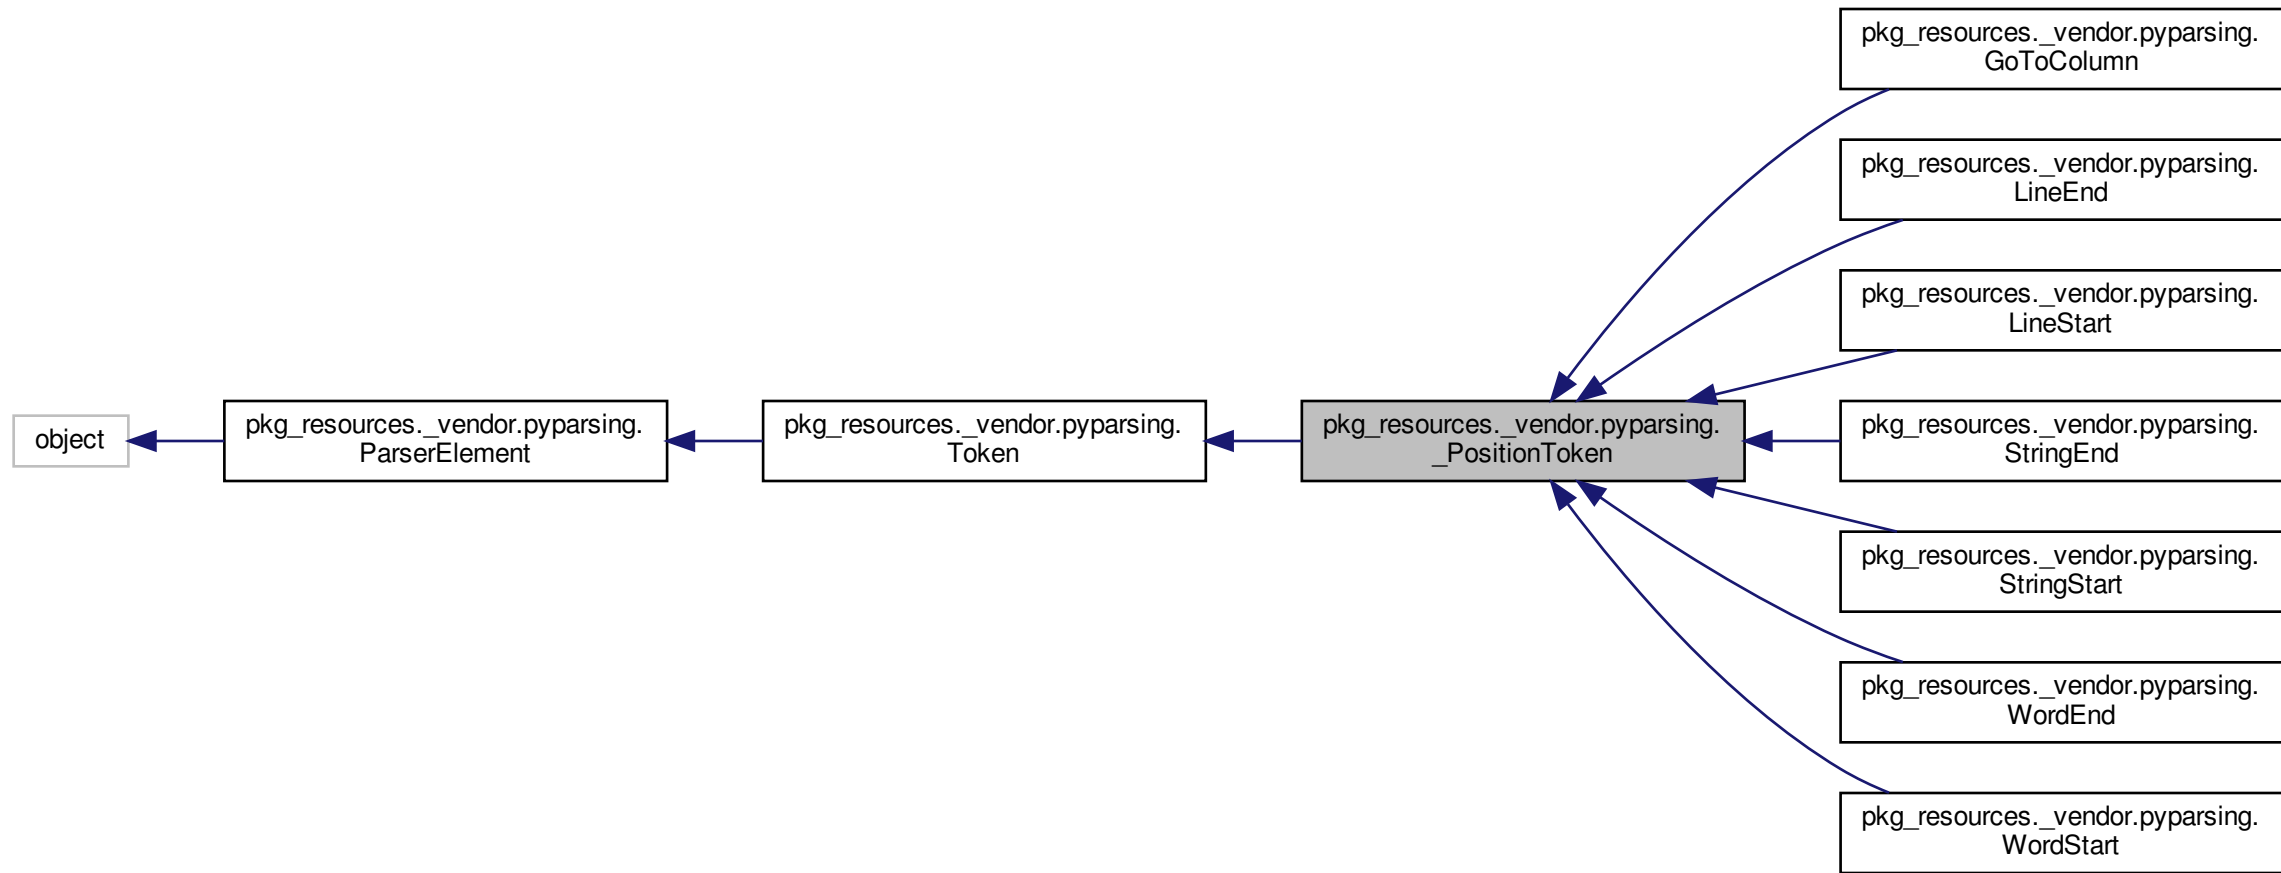 object
pkg_resources._vendor.pyparsing.
ParserElement
pkg_resources._vendor.pyparsing.
Token
pkg_resources._vendor.pyparsing.
_PositionToken
pkg_resources._vendor.pyparsing.
GoToColumn
pkg_resources._vendor.pyparsing.
LineEnd
pkg_resources._vendor.pyparsing.
LineStart
pkg_resources._vendor.pyparsing.
StringEnd
pkg_resources._vendor.pyparsing.
StringStart
pkg_resources._vendor.pyparsing.
WordEnd
pkg_resources._vendor.pyparsing.
WordStart